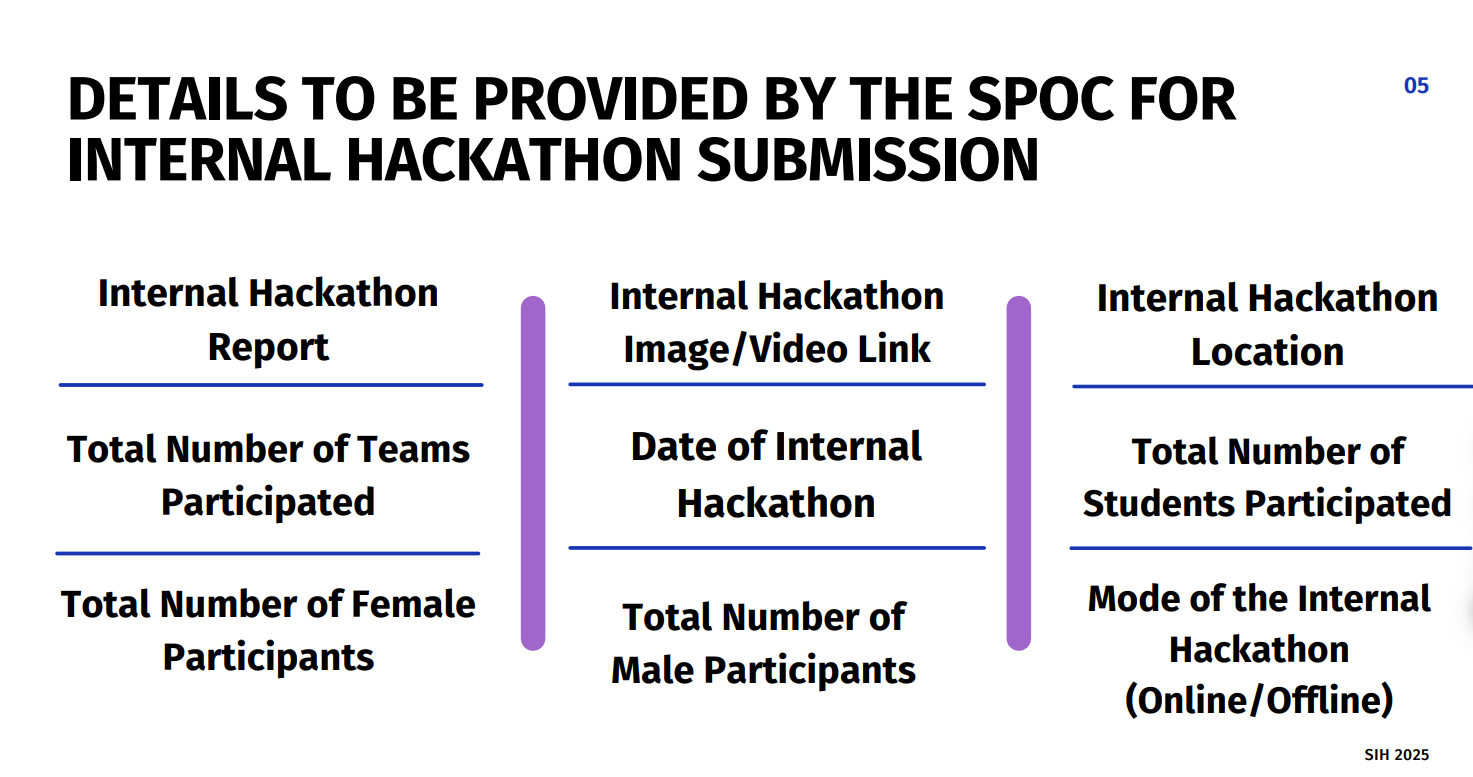 DETAILS TO BE PROVIDED BY THE SPOC FOR
INTERNAL HACKATHON SUBMISSION
05
Internal Hackathon
Report
Internal Hackathon
Image/Video Link
Internal Hackathon
Location
Total Number of Teams
Participated
Date of Internal
Hackathon
Total Number of
Students Participated
Total Number of Female
Participants
Total Number of
Male Participants
Mode of the Internal
Hackathon
(Online/Offline)
SIH 2025